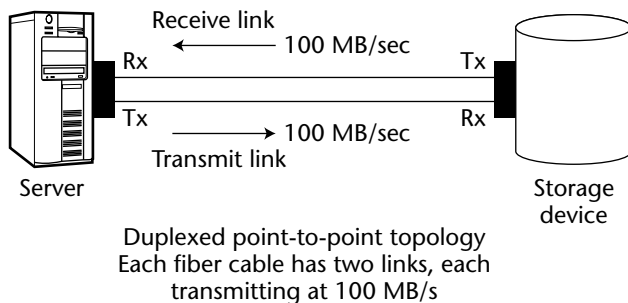 Receive link
100 MB/sec
Rx
Tx
Tx
Rx
100 MB/sec
Transmit link
Server
Storage
device
Duplexed point-to-point topology
Each fiber cable has two links, each
transmitting at 100 MB/s